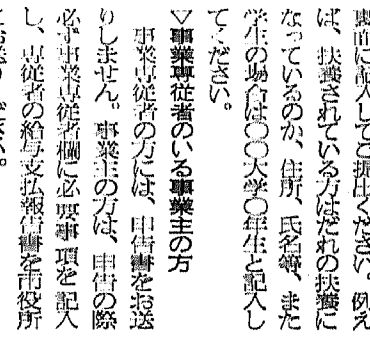 裏面に記入してご提出ください。例え
ば、扶養されている方はだれの扶養に
なっているのか、住所、氏名等、また
学生の場合は〇〇大学〇年生と記入し
てください。
▽事業専従者のいる事業主の方
事業専従者の方には、申告書をお送
りしません。事業主の方は、申告の際
必ず事業専従者欄に必要事項を記入
し、専従者の給与支払報告書を市役所